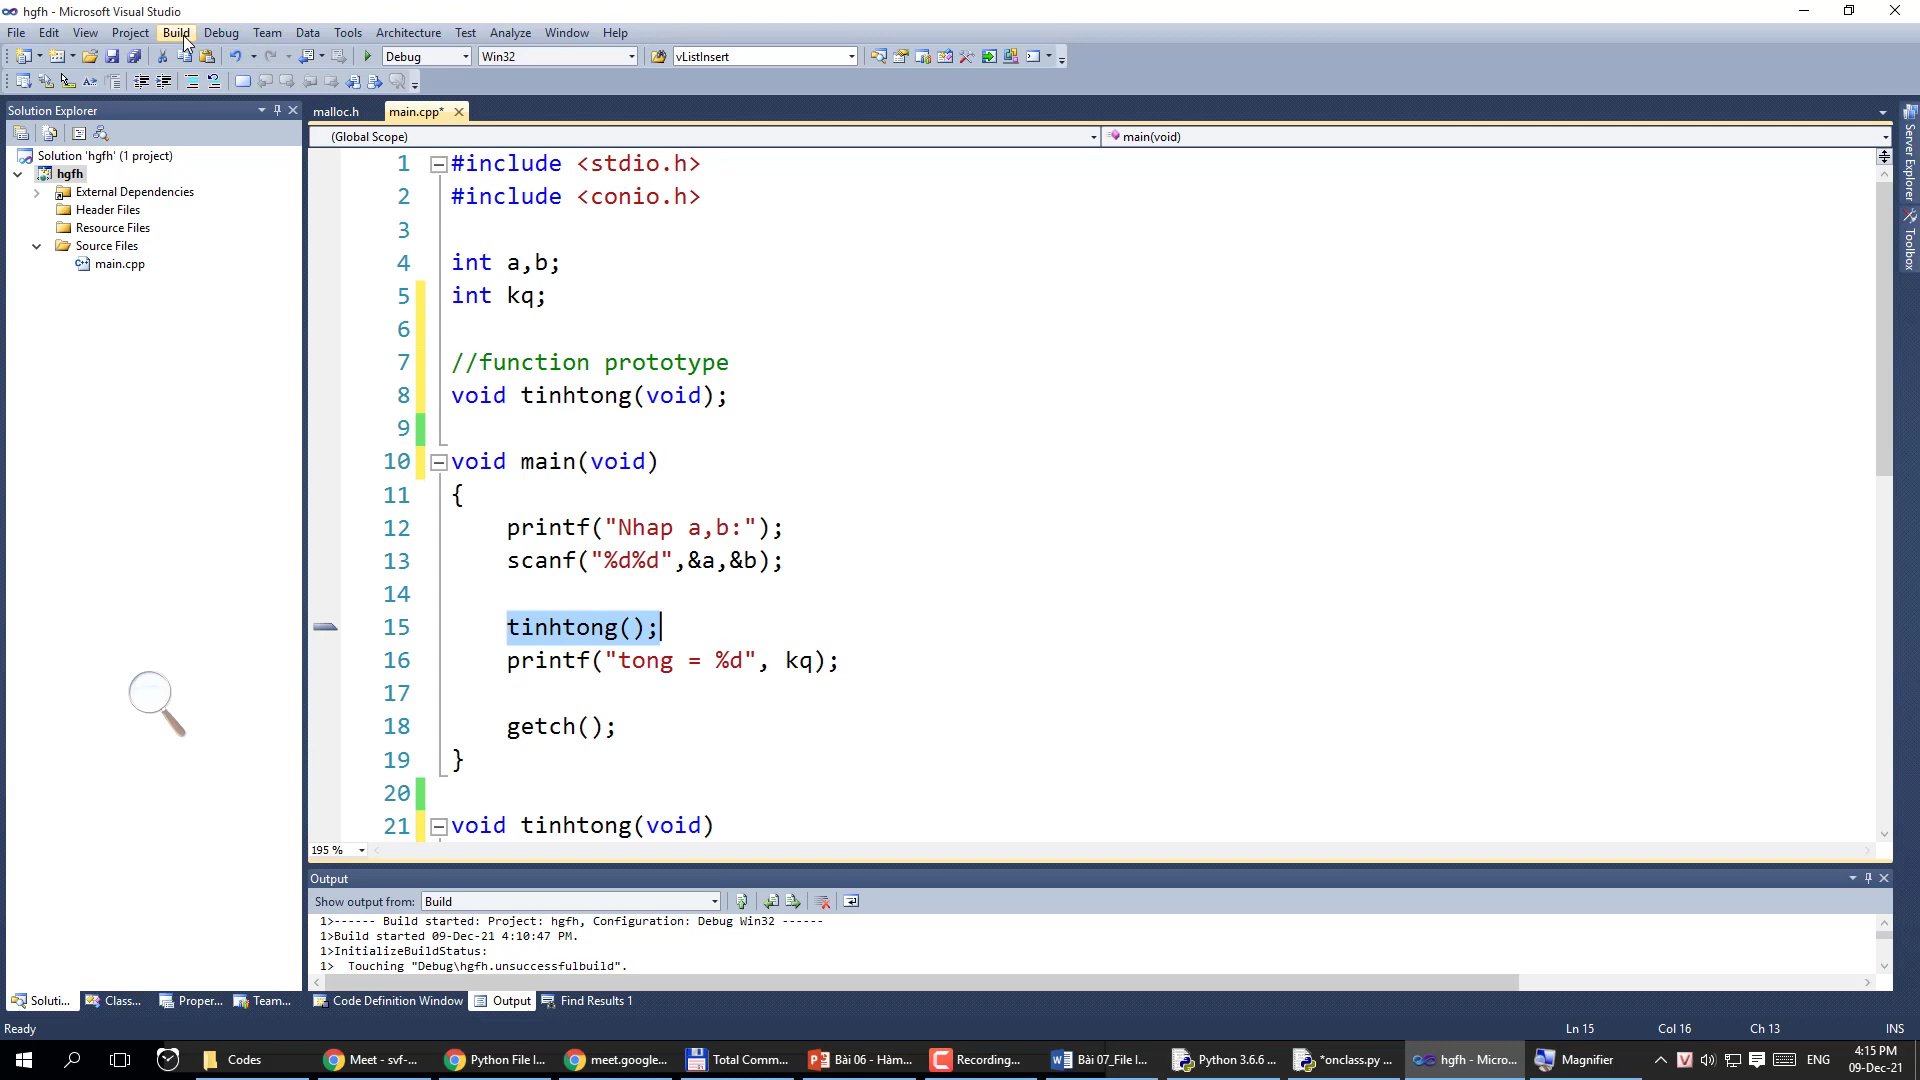 hgfh - Microsoft Visual Studio
File Edit View Project Build Debug Team Data Tools Architecture Test Analyze Window Help
Debug Win32 vListInsert
Solution Explorer
malloc.h main.cpp*
(Global Scope) main(void)
Solution 'hgfh' (1 project)
hgfh
External Dependencies
Header Files
Resource Files
Source Files
main.cpp
1 #include <stdio.h>
2 #include <conio.h>
3
4 int a,b;
5 int kq;
6
7 //function prototype
8 void tinhtong(void);
9
10 void main(void)
11 {
12 printf("Nhap a,b:");
13 scanf("%d%d",&a,&b);
14
15 tinhtong();
16 printf("tong = %d", kq);
17
18 getch();
19 }
20
21 void tinhtong(void)
195 %
Server Explorer
Toolbox
Output
Show output from: Build
1>------ Build started: Project: hgfh, Configuration: Debug Win32 ------
1>Build started 09-Dec-21 4:10:47 PM.
1>InitializeBuildStatus:
1> Touching "Debug\hgfh.unsuccessfulbuild".
Soluti... Class... Proper... Team... Code Definition Window Output Find Results 1
Ready Ln 15 Col 16 Ch 13 INS
Codes Meet - svf-... Python File I... meet.google... Total Comm... Bài 06 - Hàm... Recording... Bài 07_File I... Python 3.6.6 ... *onclass.py ... hgfh - Micro... Magnifier ENG
4:15 PM
09-Dec-21